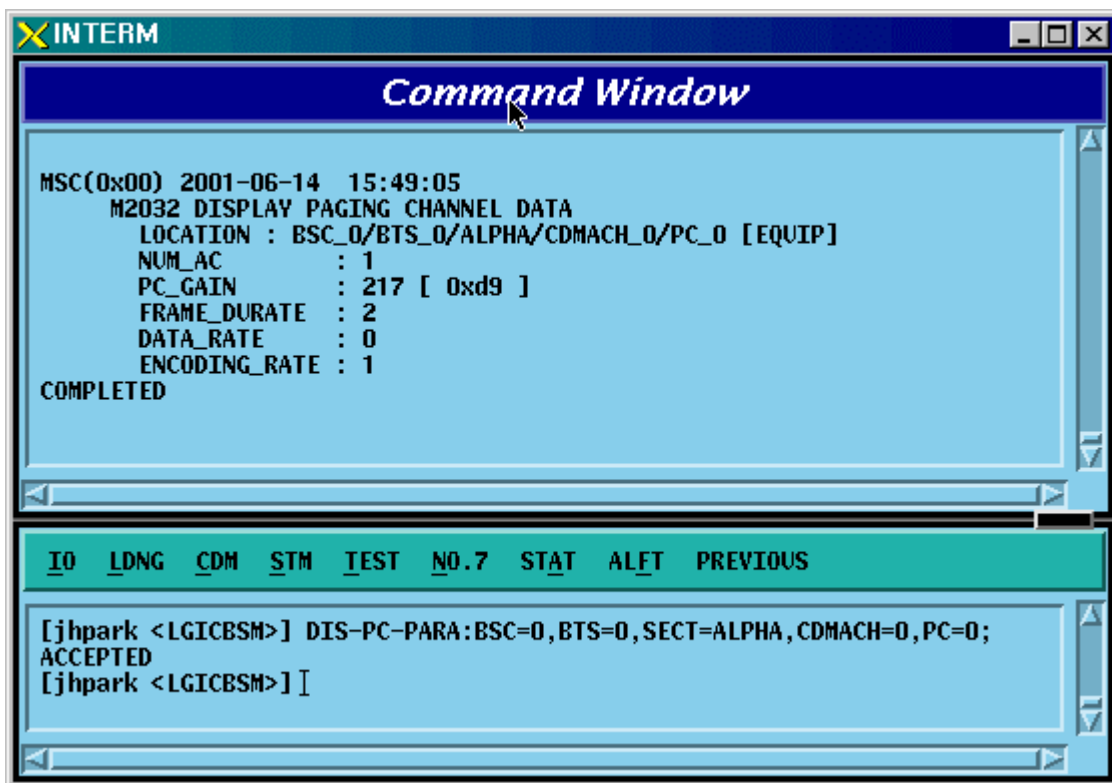 INTERM
Command Window
MSC(0x00) 2001-06-14 15:49:05
M2032 DISPLAY PAGING CHANNEL DATA
LOCATION : BSC_0/BTS_0/ALPHA/CDMACH_0/PC_0 [EQUIP]
NUM_AC : 1
PC_GAIN : 217 [ 0xd9 ]
FRAME_DURATE : 2
DATA_RATE : 0
ENCODING_RATE : 1
COMPLETED
IO LDNG CDM STM TEST NO.7 STAT ALFT PREVIOUS
[jhpark <LGICBSM>] DIS-PC-PARA:BSC=0,BTS=0,SECT=ALPHA,CDMACH=0,PC=0;
ACCEPTED
[jhpark <LGICBSM>]